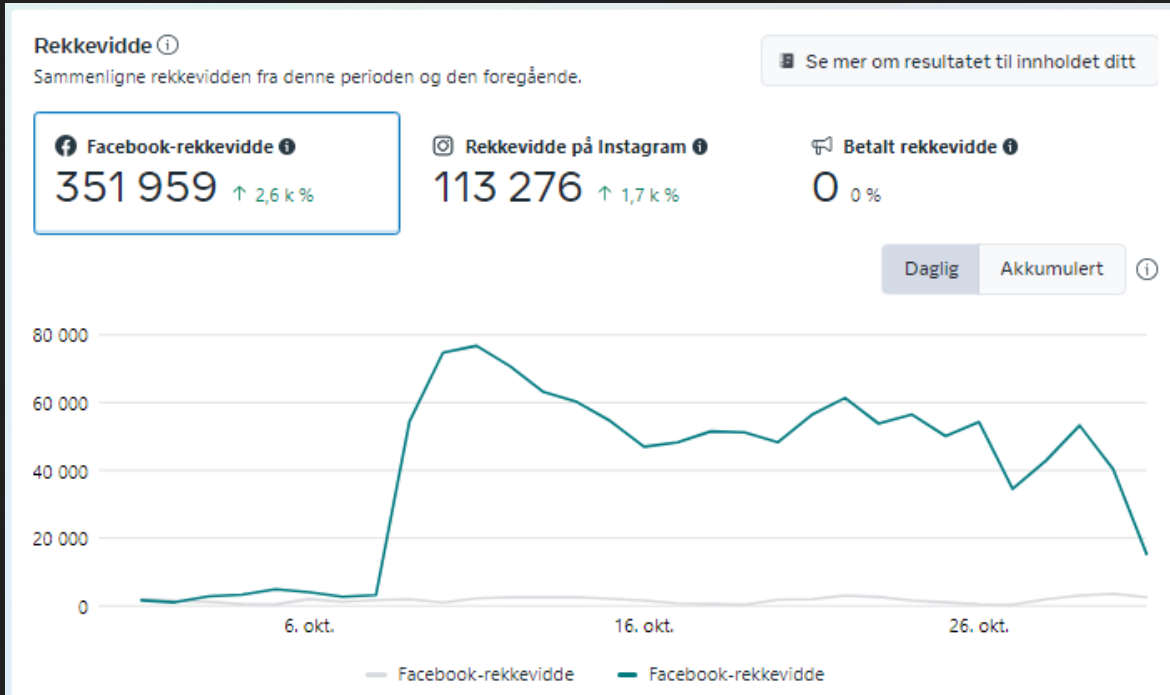 Rekkevidde
Sammenligne rekkevidden fra denne perioden og den foregående.
Se mer om resultatet til innholdet ditt
Facebook-rekkevidde
351 959 ↑ 2,6 k %
Rekkevidde på Instagram
113 276 ↑ 1,7 k %
Betalt rekkevidde
0 0 %
Daglig Akkumulert
80 000
60 000
40 000
20 000
0
6. okt. 16. okt. 26. okt.
Facebook-rekkevidde Facebook-rekkevidde